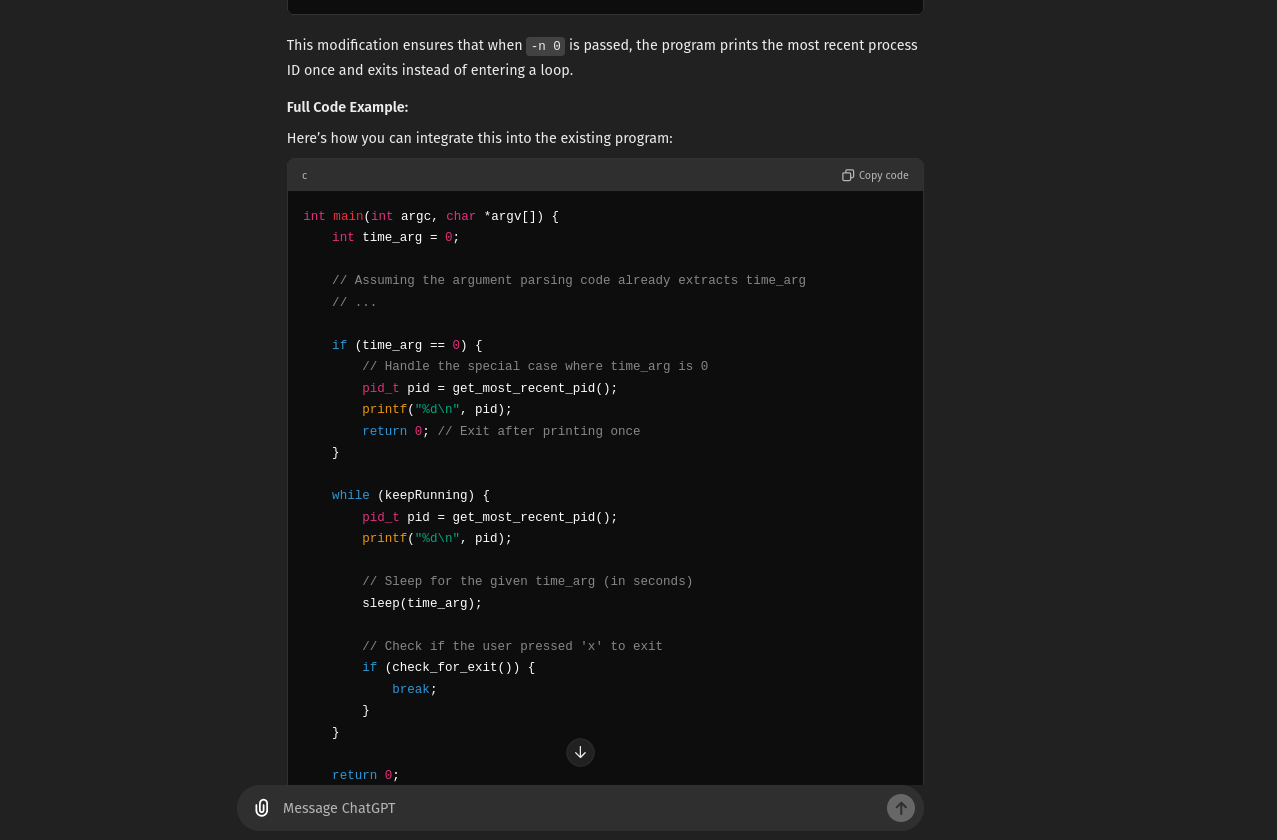 This modification ensures that when -n 0 is passed, the program prints the most recent process
ID once and exits instead of entering a loop.
Full Code Example:
Here’s how you can integrate this into the existing program:
c
Copy code
int main(int argc, char *argv[]) {
    int time_arg = 0;

    // Assuming the argument parsing code already extracts time_arg
    // ...

    if (time_arg == 0) {
        // Handle the special case where time_arg is 0
        pid_t pid = get_most_recent_pid();
        printf("%d\n", pid);
        return 0; // Exit after printing once
    }

    while (keepRunning) {
        pid_t pid = get_most_recent_pid();
        printf("%d\n", pid);

        // Sleep for the given time_arg (in seconds)
        sleep(time_arg);

        // Check if the user pressed 'x' to exit
        if (check_for_exit()) {
            break;
        }
    }

    return 0;
Message ChatGPT